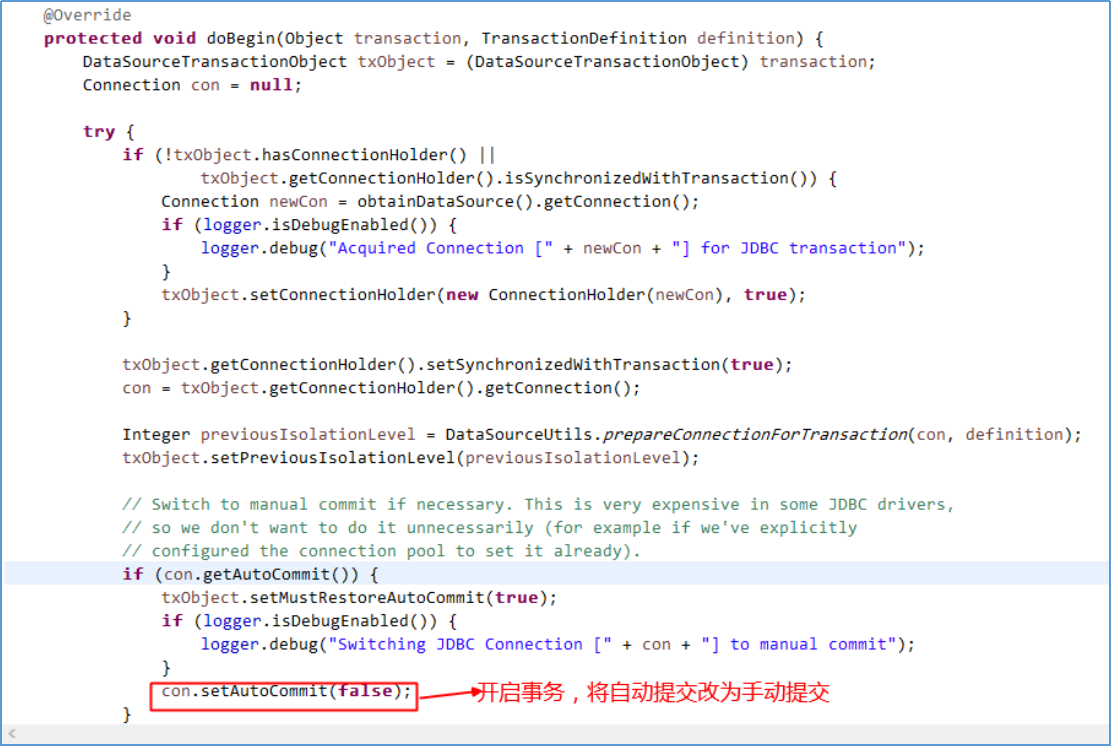 @Override
protected void doBegin(Object transaction, TransactionDefinition definition) {
DataSourceTransactionObject txObject = (DataSourceTransactionObject) transaction;
Connection con = null;
try {
if (!txObject.hasConnectionHolder() ||
txObject.getConnectionHolder().isSynchronizedWithTransaction()) {
Connection newCon = obtainDataSource().getConnection();
if (logger.isDebugEnabled()) {
logger.debug("Acquired Connection [" + newCon + "] for JDBC transaction");
}
txObject.setConnectionHolder(new ConnectionHolder(newCon), true);
}
txObject.getConnectionHolder().setSynchronizedWithTransaction(true);
con = txObject.getConnectionHolder().getConnection();
Integer previousIsolationLevel = DataSourceUtils.prepareConnectionForTransaction(con, definition);
txObject.setPreviousIsolationLevel(previousIsolationLevel);
// Switch to manual commit if necessary. This is very expensive in some JDBC drivers,
// so we don't want to do it unnecessarily (for example if we've explicitly
// configured the connection pool to set it already).
if (con.getAutoCommit()) {
txObject.setMustRestoreAutoCommit(true);
if (logger.isDebugEnabled()) {
logger.debug("Switching JDBC Connection [" + con + "] to manual commit");
}
con.setAutoCommit(false); 开启事务，将自动提交改为手动提交
}